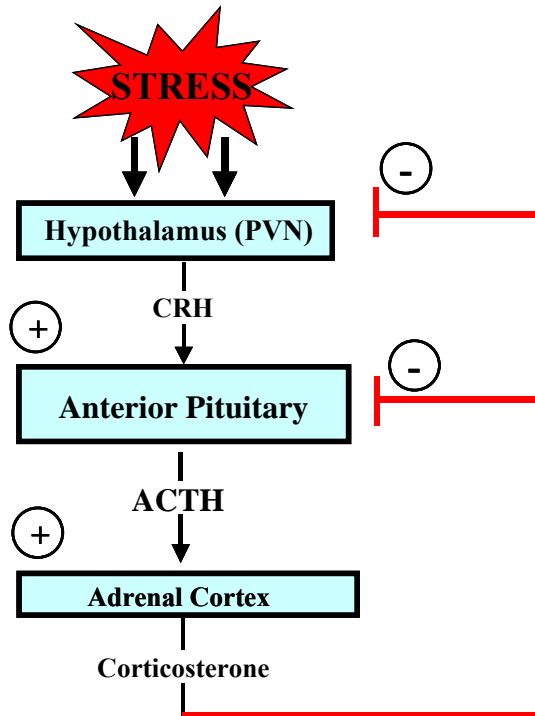 STRESS
-
Hypothalamus (PVN)
CRH
+
-
Anterior Pituitary
ACTH
+
Adrenal Cortex
Corticosterone